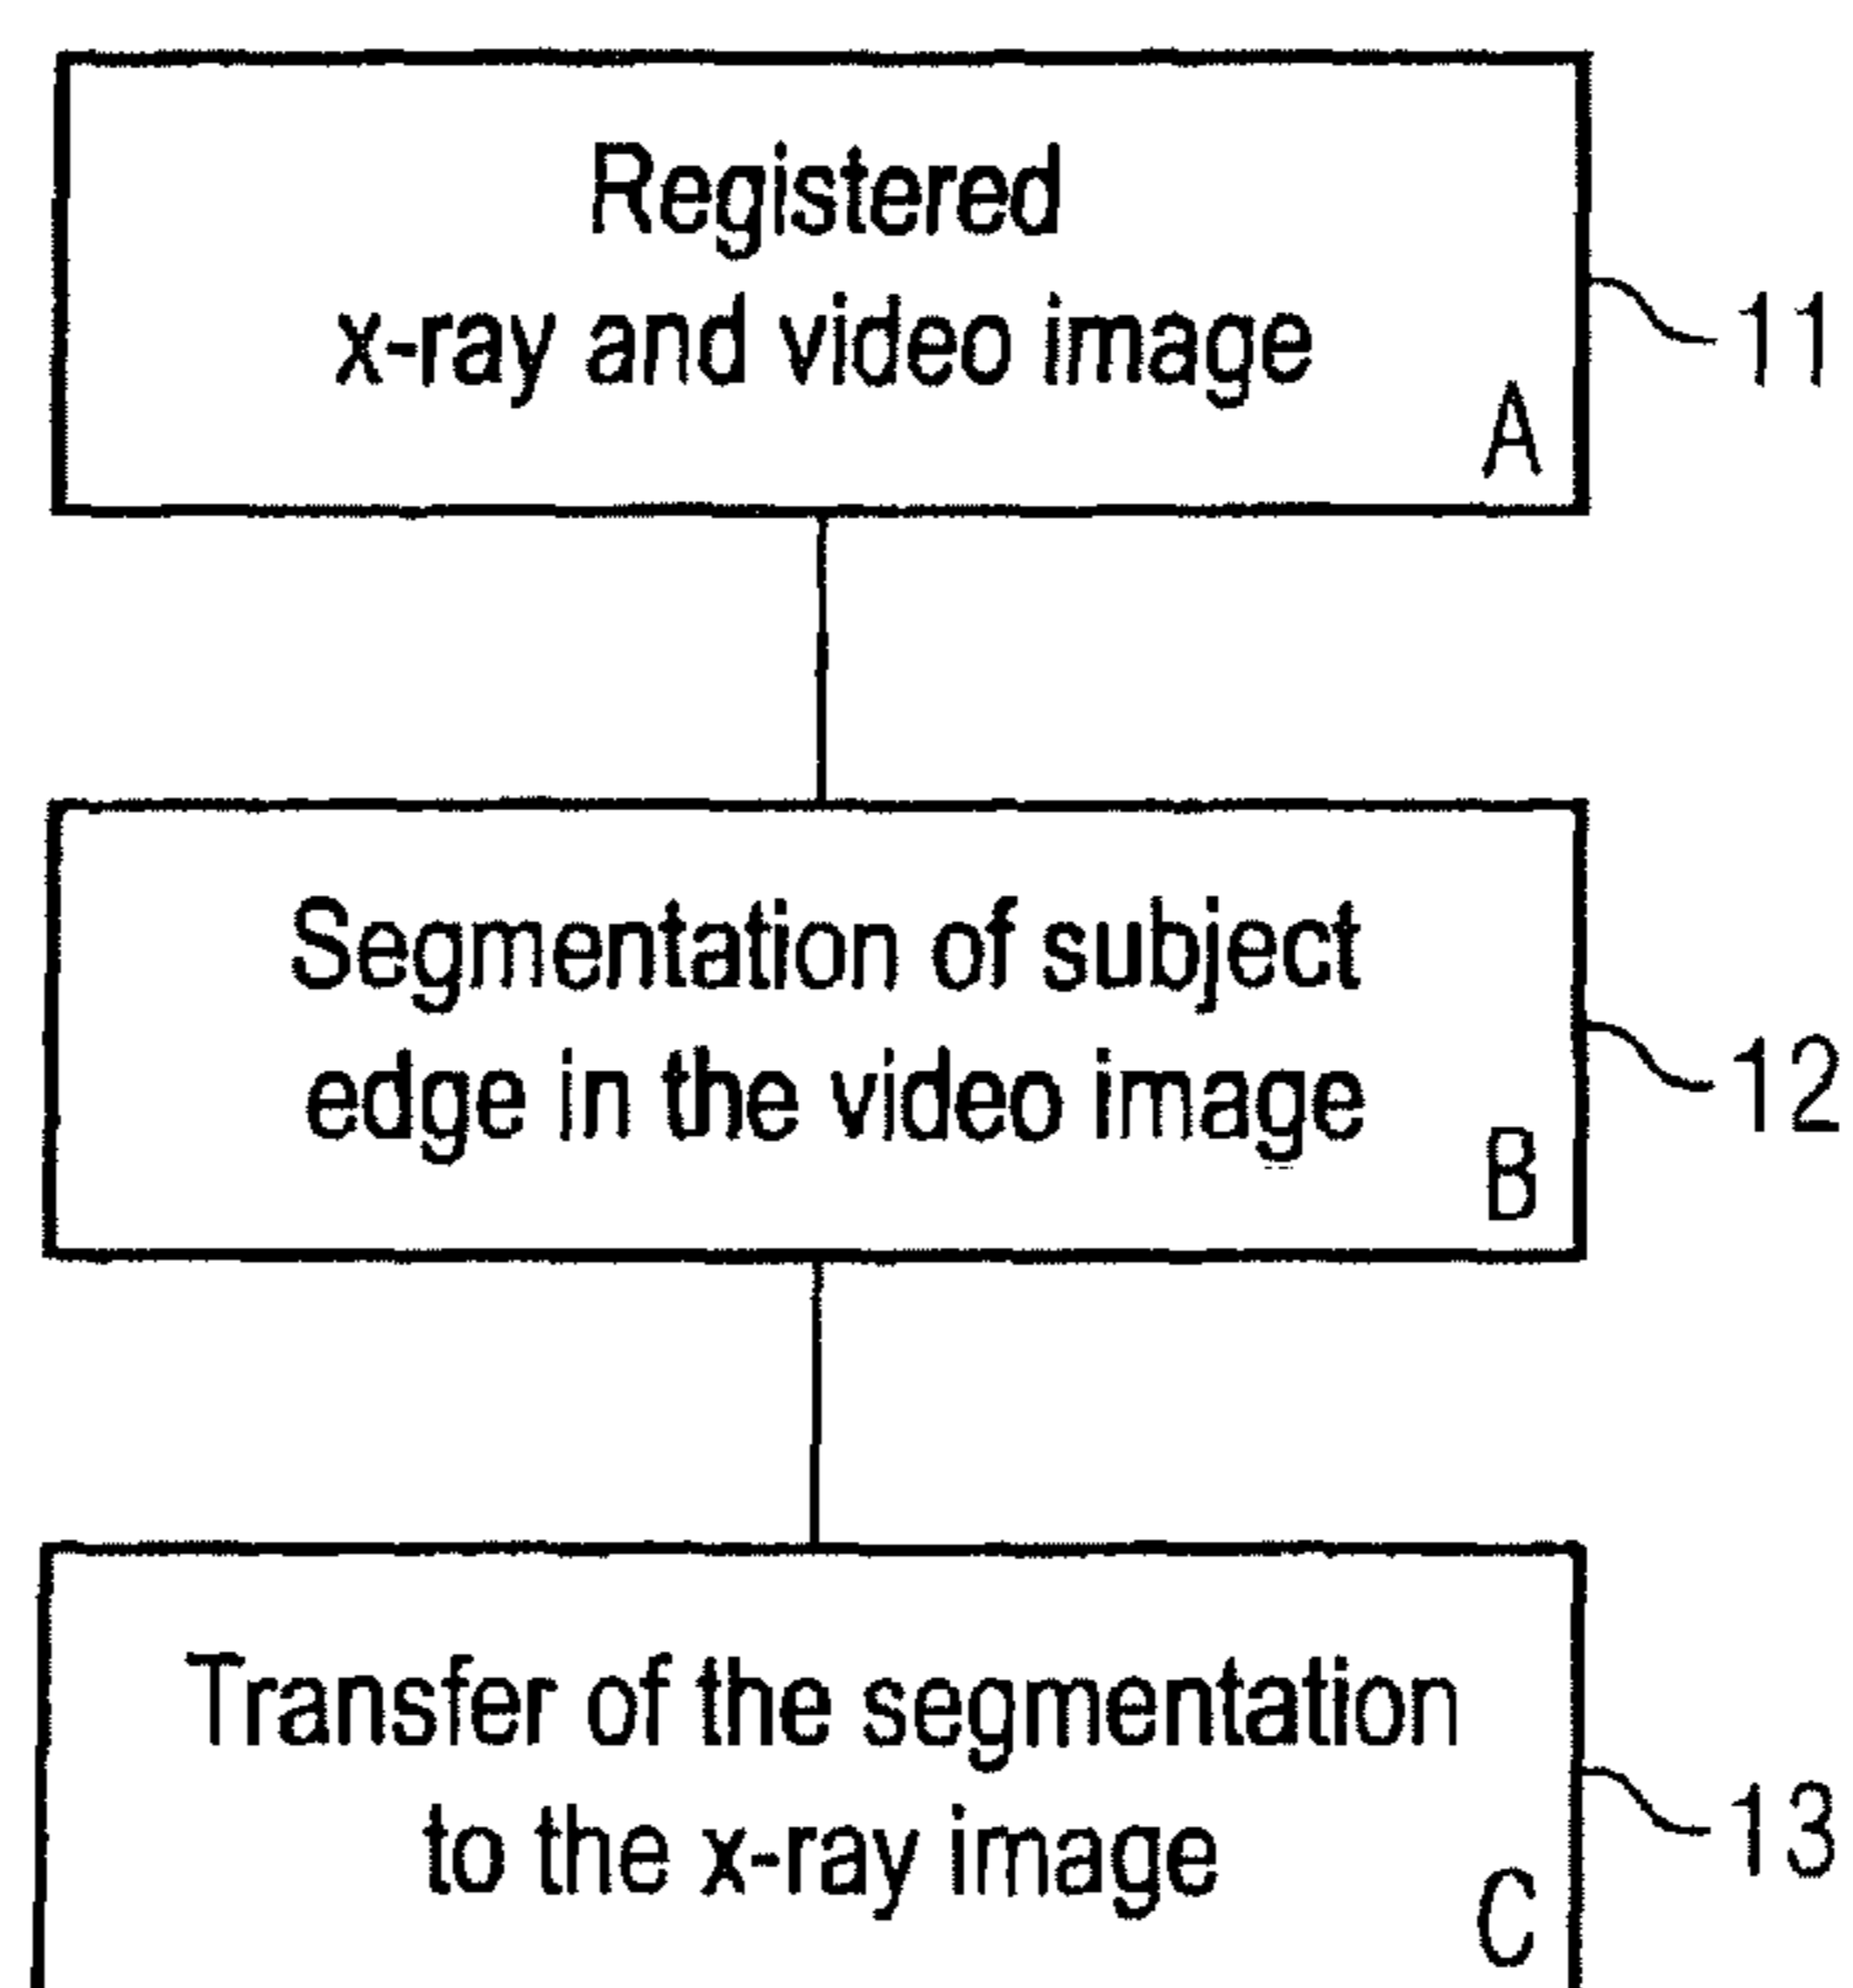 Registered
x-ray and video image
11
A
Segmentation of subject
edge in the video image
12
B
Transfer of the segmentation
to the x-ray image
13
C